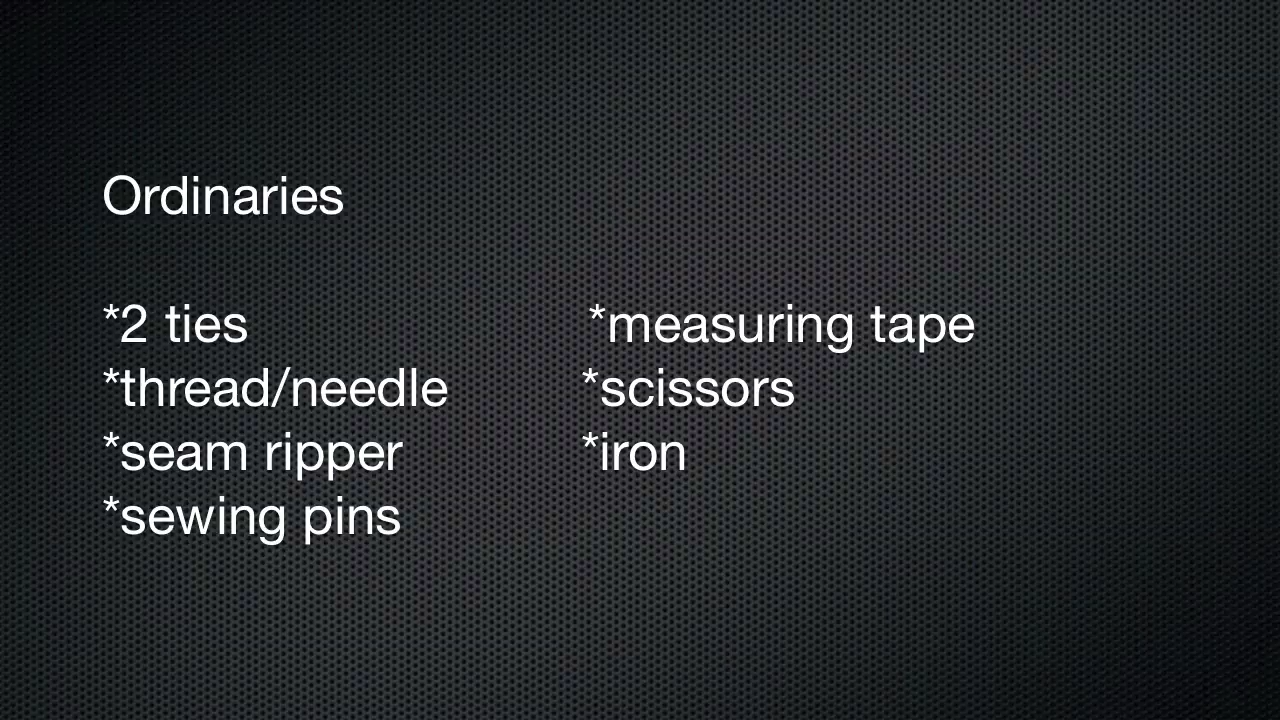 Ordinaries
*2 ties *measuring tape
*thread/needle *scissors
*seam ripper *iron
*sewing pins